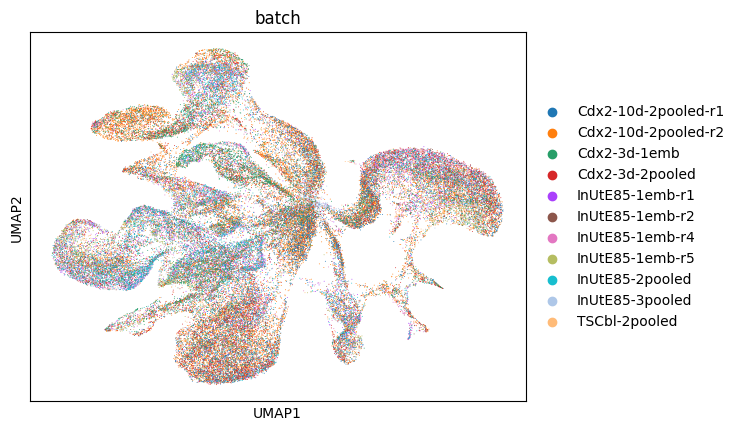 batch
UMAP2
UMAP1
Cdx2-10d-2pooled-r1
Cdx2-10d-2pooled-r2
Cdx2-3d-1emb
Cdx2-3d-2pooled
InUtE85-1emb-r1
InUtE85-1emb-r2
InUtE85-1emb-r4
InUtE85-1emb-r5
InUtE85-2pooled
InUtE85-3pooled
TSCbl-2pooled